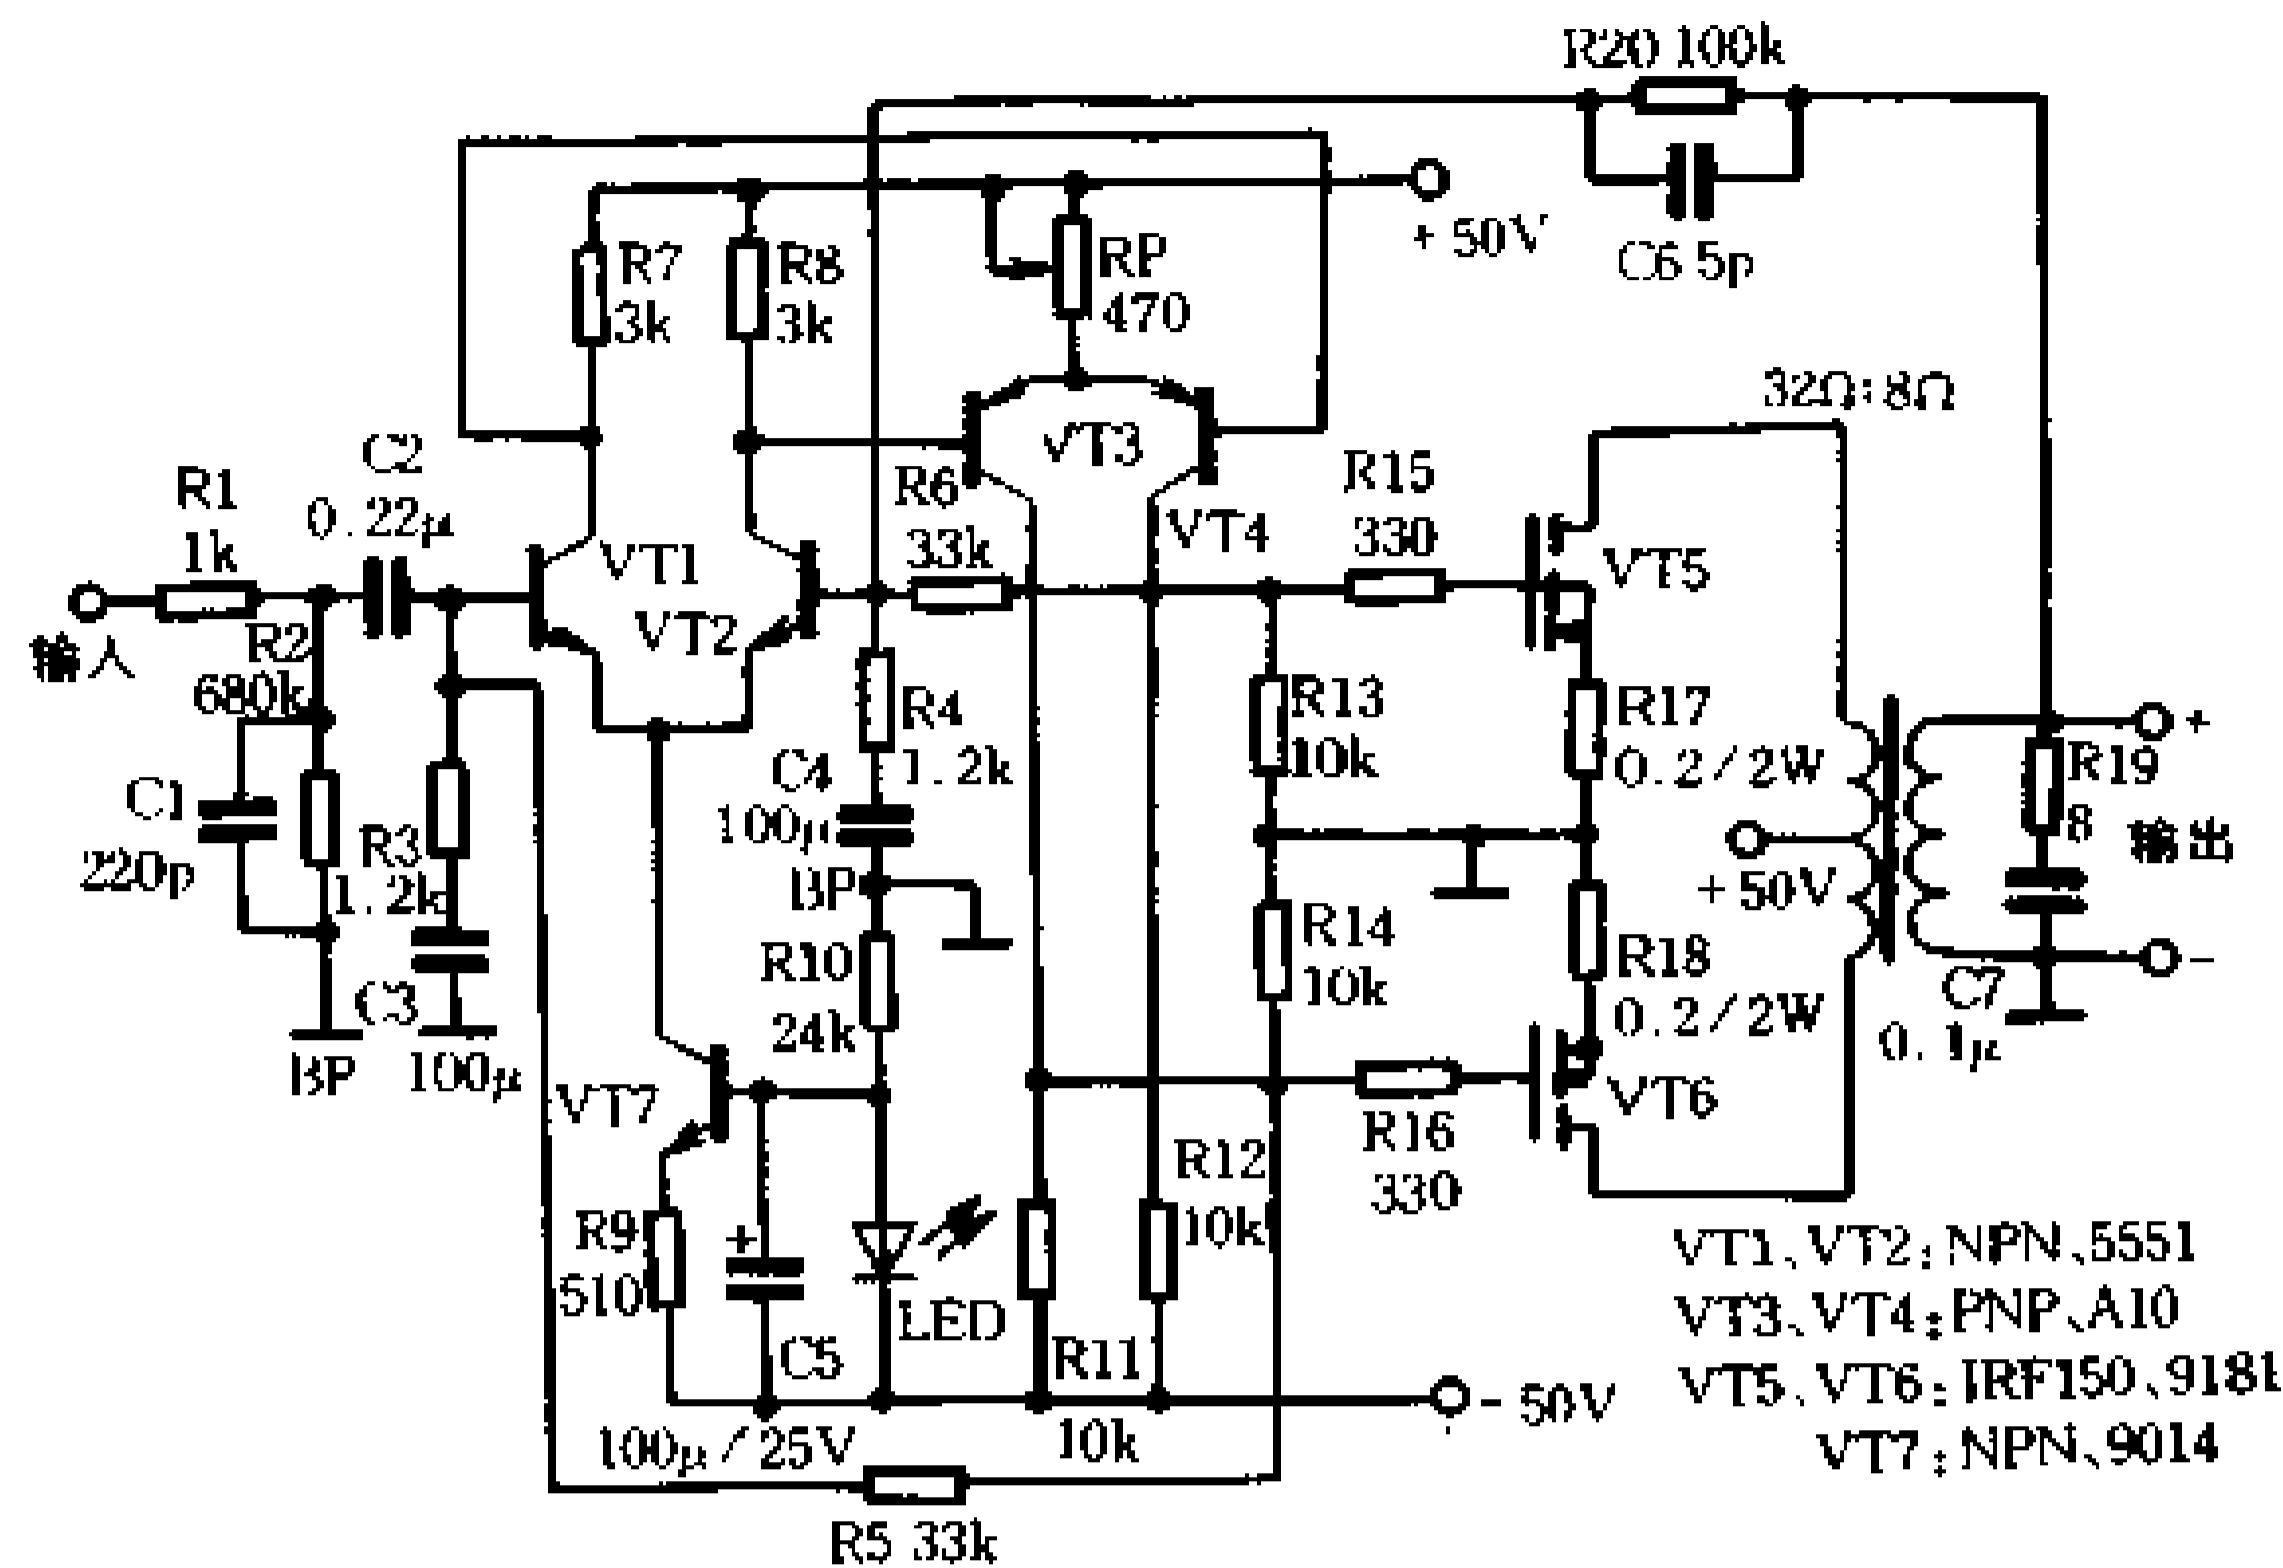 R20 100k
+50V
C6 5p
R7
3k
R8
3k
RP
470
32Ω:8Ω
C2
0.22μ
R1
1k
VT1
VT2
R6
33k
VT3
VT4
R15
330
VT5
输入
R2
680k
R4
1.2k
R13
10k
R17
0.2/2W
+
R19
8
输出
C1
220p
R3
1.2k
C4
100μ
BP
+50V
R14
10k
R18
0.2/2W
-
C7
0.1μ
C3
100μ
BP
R10
24k
VT7
R16
330
VT6
R12
10k
R9
510
+
C5
100μ/25V
LED
R11
10k
-50V
R5 33k
VT1、VT2:NPN、5551
VT3、VT4:PNP、A10
VT5、VT6:IRF150、9181
VT7:NPN、9014